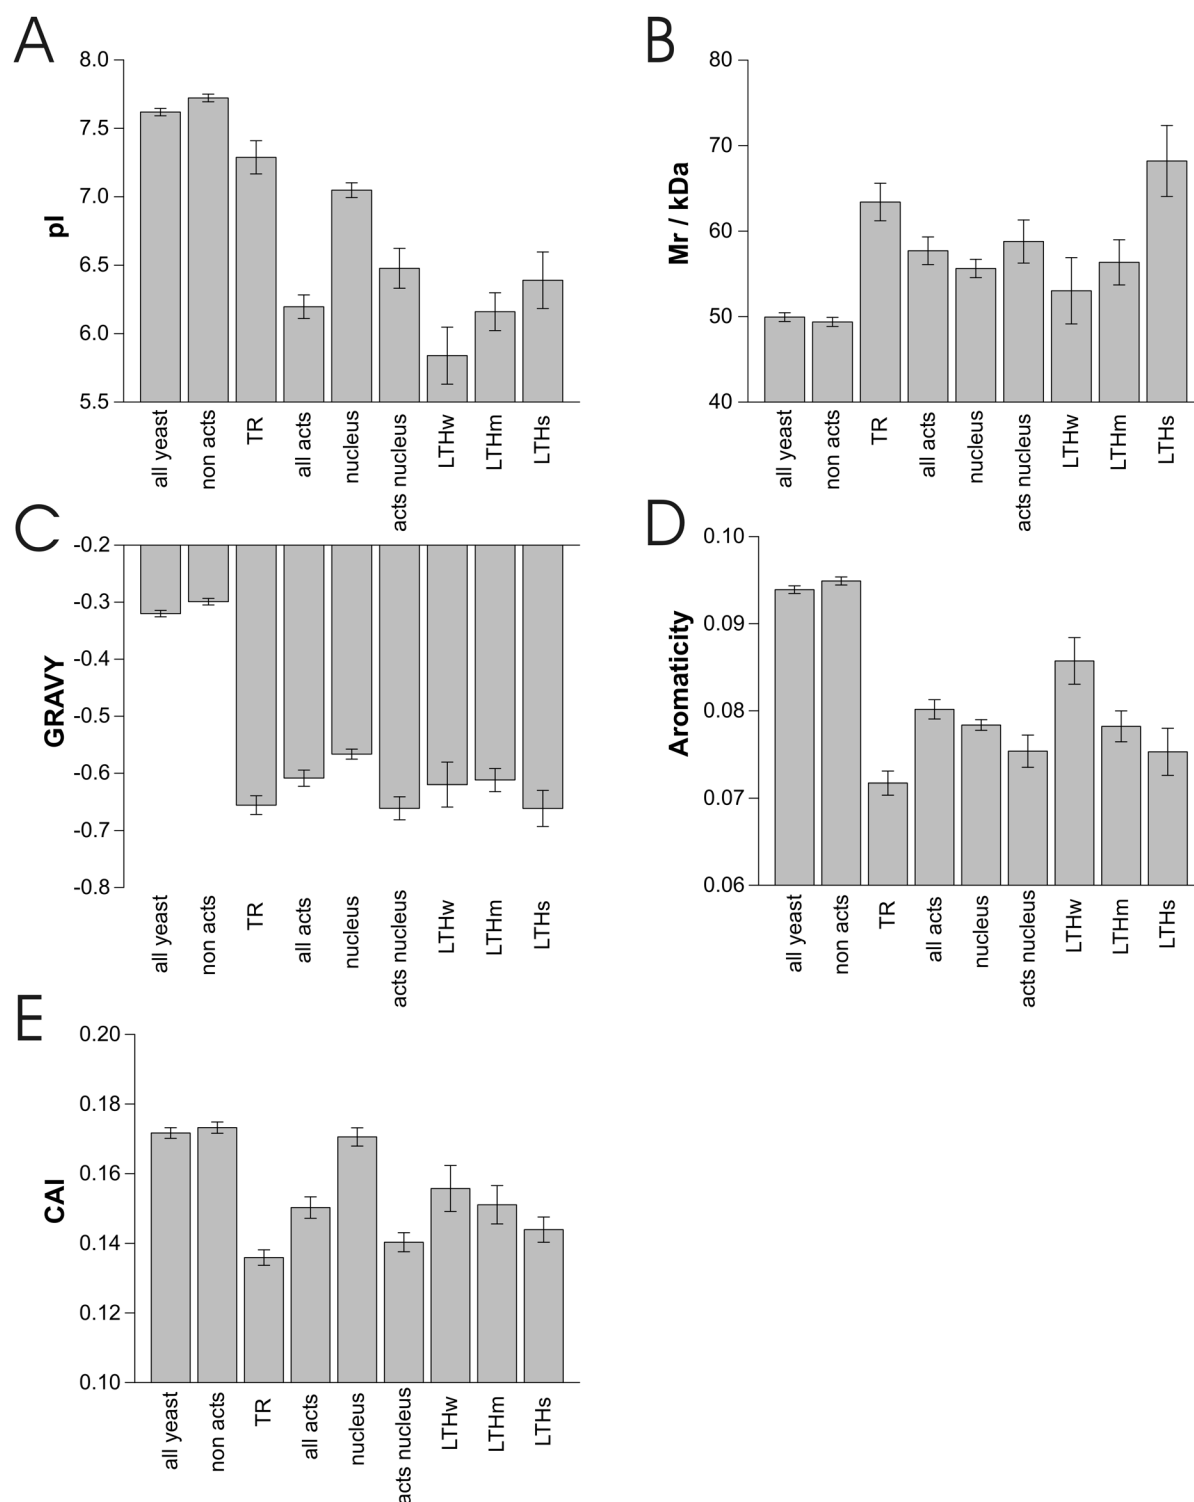 A
pI
8.0
7.5
7.0
6.5
6.0
5.5
all yeast
non acts
TR
all acts
nucleus
acts nucleus
LTHw
LTHm
LTHs
B
Mr / kDa
80
70
60
50
40
all yeast
non acts
TR
all acts
nucleus
acts nucleus
LTHw
LTHm
LTHs
C
GRAVY
-0.2
-0.3
-0.4
-0.5
-0.6
-0.7
-0.8
all yeast
non acts
TR
all acts
nucleus
acts nucleus
LTHw
LTHm
LTHs
D
Aromaticity
0.10
0.09
0.08
0.07
0.06
all yeast
non acts
TR
all acts
nucleus
acts nucleus
LTHw
LTHm
LTHs
E
CAI
0.20
0.18
0.16
0.14
0.12
0.10
all yeast
non acts
TR
all acts
nucleus
acts nucleus
LTHw
LTHm
LTHs